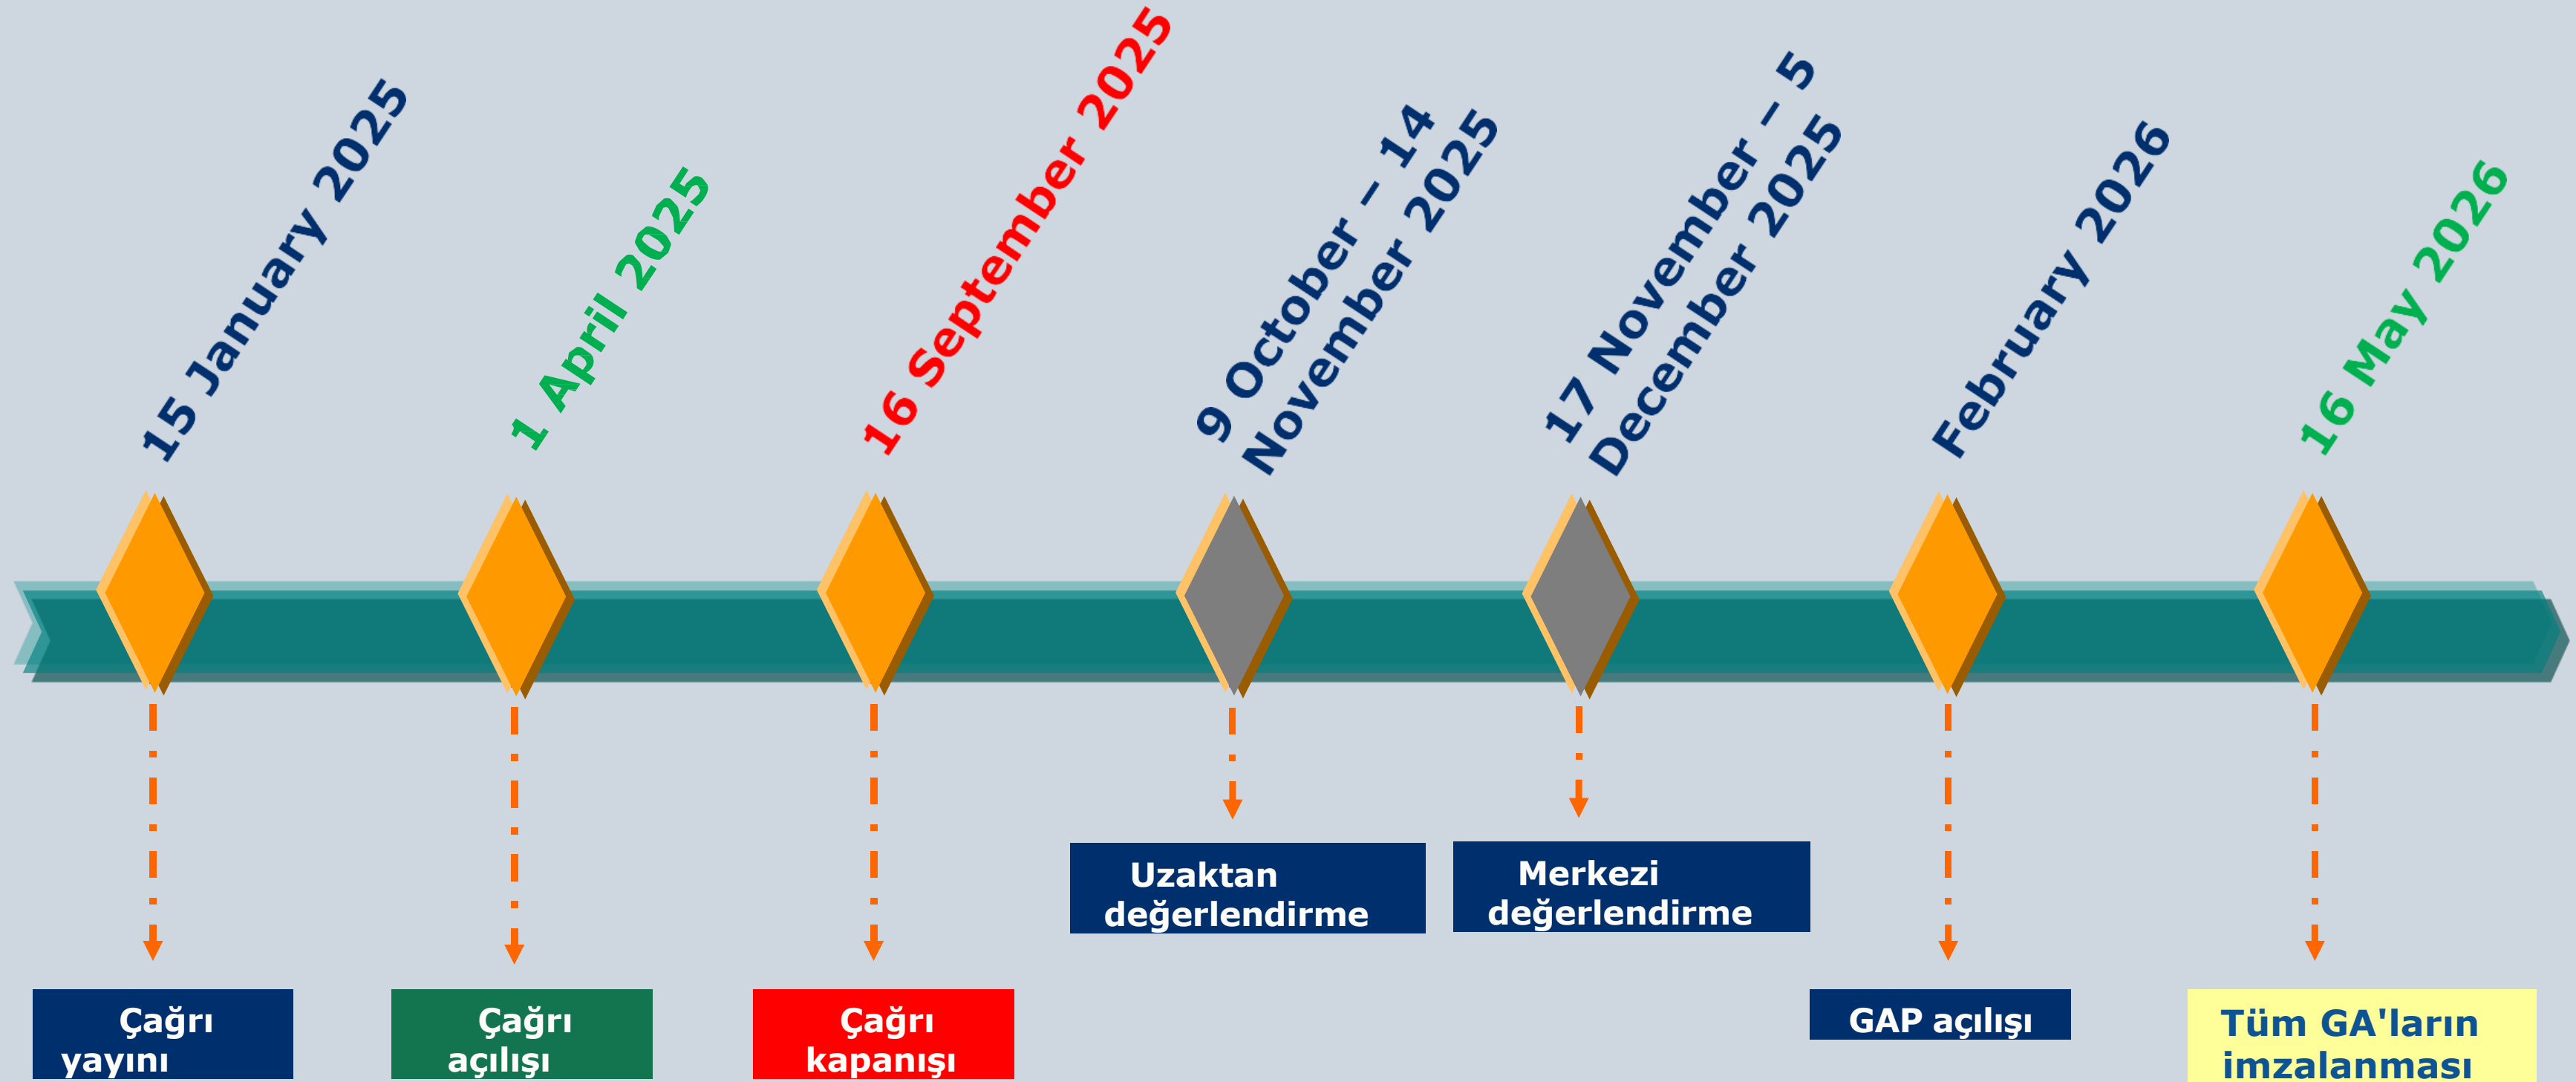 15 January 2025
1 April 2025
16 September 2025
9 October – 14
November 2025
17 November – 5
December 2025
February 2026
16 May 2026
Uzaktan
değerlendirme
Merkezi
değerlendirme
Çağrı
yayını
Çağrı
açılışı
Çağrı
kapanışı
GAP açılışı
Tüm GA'ların
imzalanması